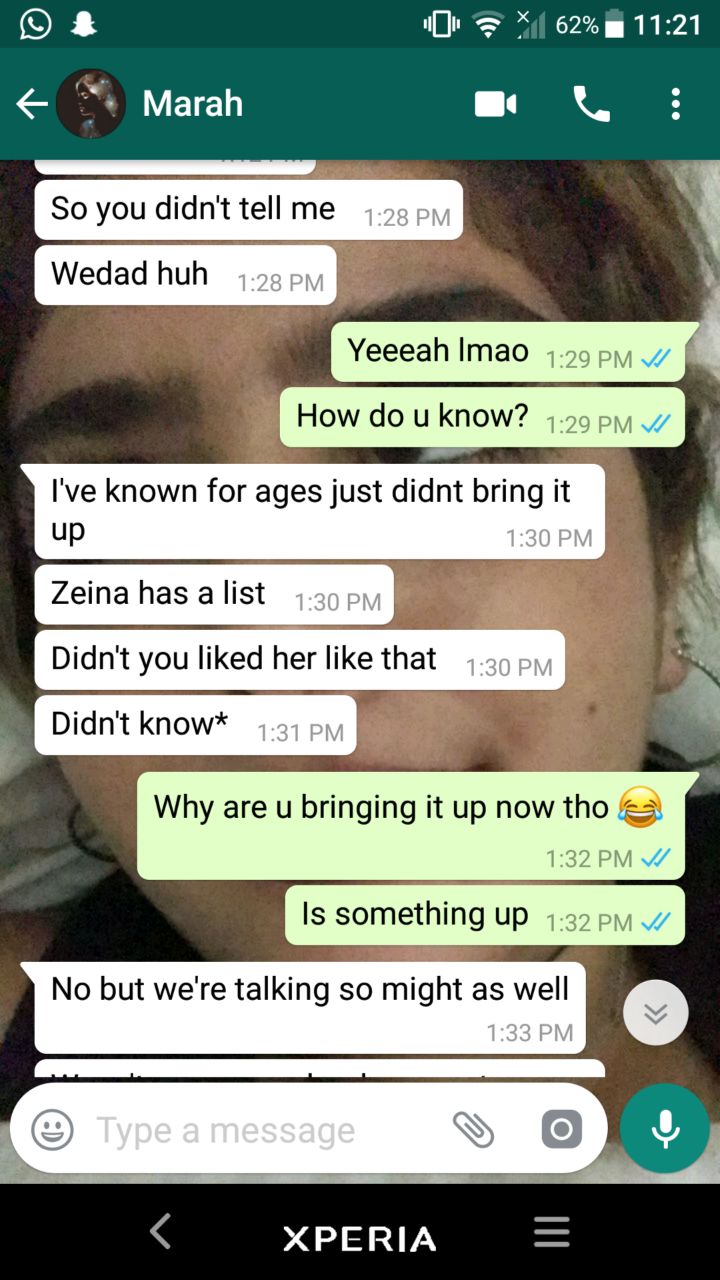 62% 11:21
Marah
So you didn't tell me 1:28 PM
Wedad huh 1:28 PM
Yeeeah lmao 1:29 PM
How do u know? 1:29 PM
I've known for ages just didnt bring it
up 1:30 PM
Zeina has a list 1:30 PM
Didn't you liked her like that 1:30 PM
Didn't know* 1:31 PM
Why are u bringing it up now tho 😂
1:32 PM
Is something up 1:32 PM
No but we're talking so might as well
1:33 PM
Type a message
XPERIA